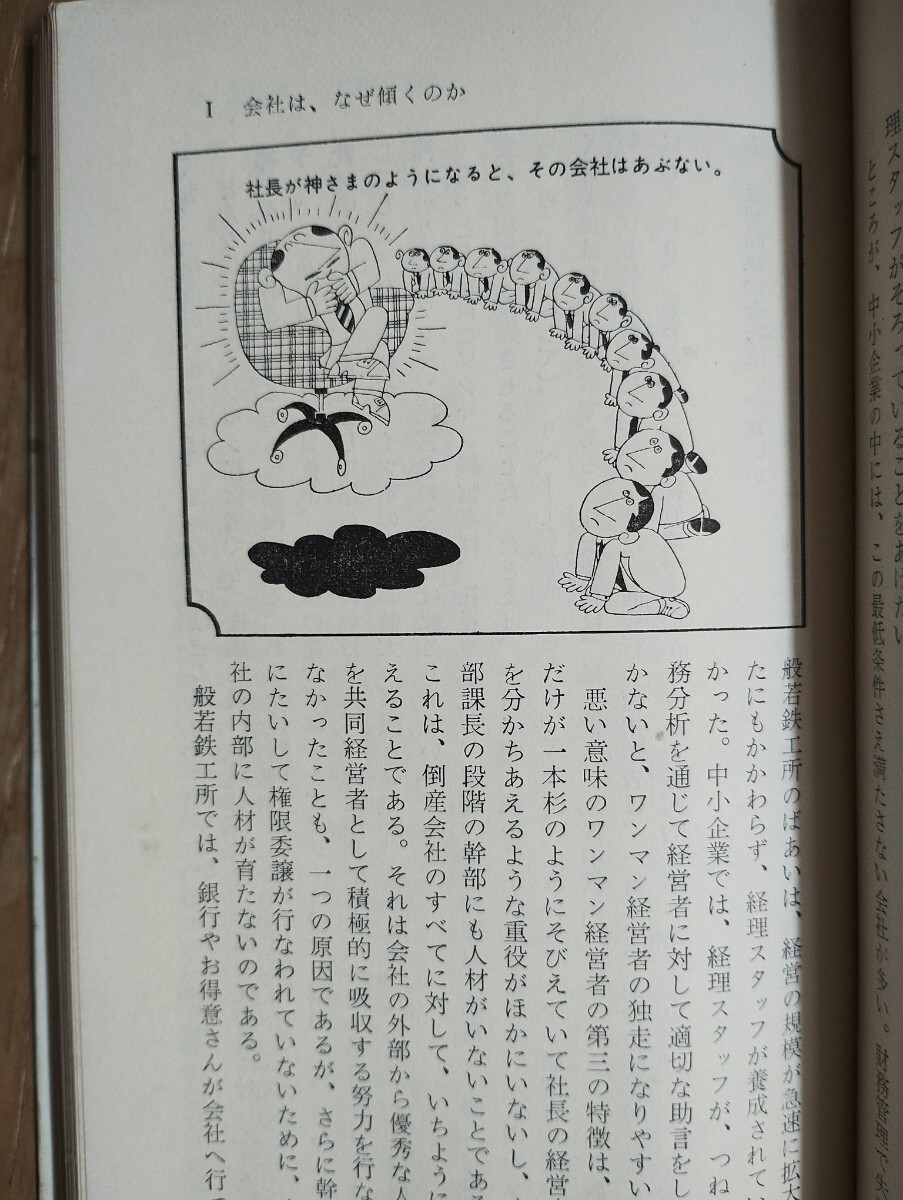 I 会社は、なぜ傾くのか
社長が神さまのようになると、その会社はあぶない。
理スタッフがそろっていることをあげたい
ところが、中小企業の中には、この最低条件さえ満たさない会社が多い。財務管理で失
般若鉄工所のばあいは、経営の規模が急速に拡大
たにもかかわらず、経理スタッフが養成されてい
かった。中小企業では、経理スタッフが、つね
務分析を通じて経営者に対して適切な助言をし
かないと、ワンマン経営者の独走になりやすい
悪い意味のワンマン経営者の第三の特徴は、
だけが一本杉のようにそびえていて社長の経営
を分かちあえるような重役がほかにいないし、
部課長の段階の幹部にも人材がいないことである
これは、倒産会社のすべてに対して、いちように
えることである。それは会社の外部から優秀な人
を共同経営者として積極的に吸収する努力を行な
なかったことも、一つの原因であるが、さらに幹
にたいして権限委譲が行なわれていないために、
社の内部に人材が育たないのである。
般若鉄工所では、銀行やお得意さんが会社へ行